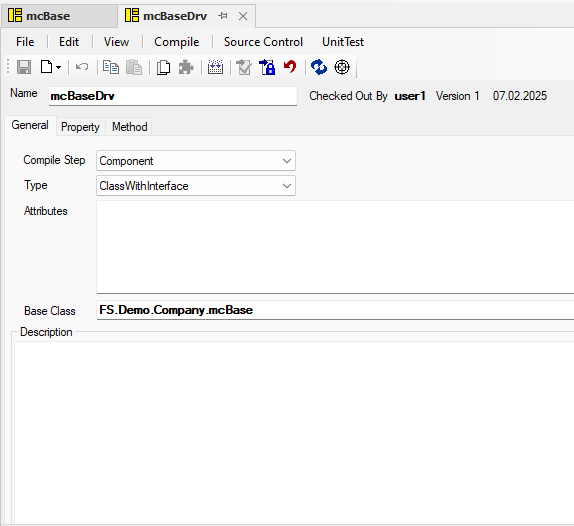 mcBase mcBaseDrv
File Edit View Compile Source Control UnitTest
Name mcBaseDrv Checked Out By user1 Version 1 07.02.2025
General Property Method
Compile Step Component
Type ClassWithInterface
Attributes
Base Class FS.Demo.Company.mcBase
Description